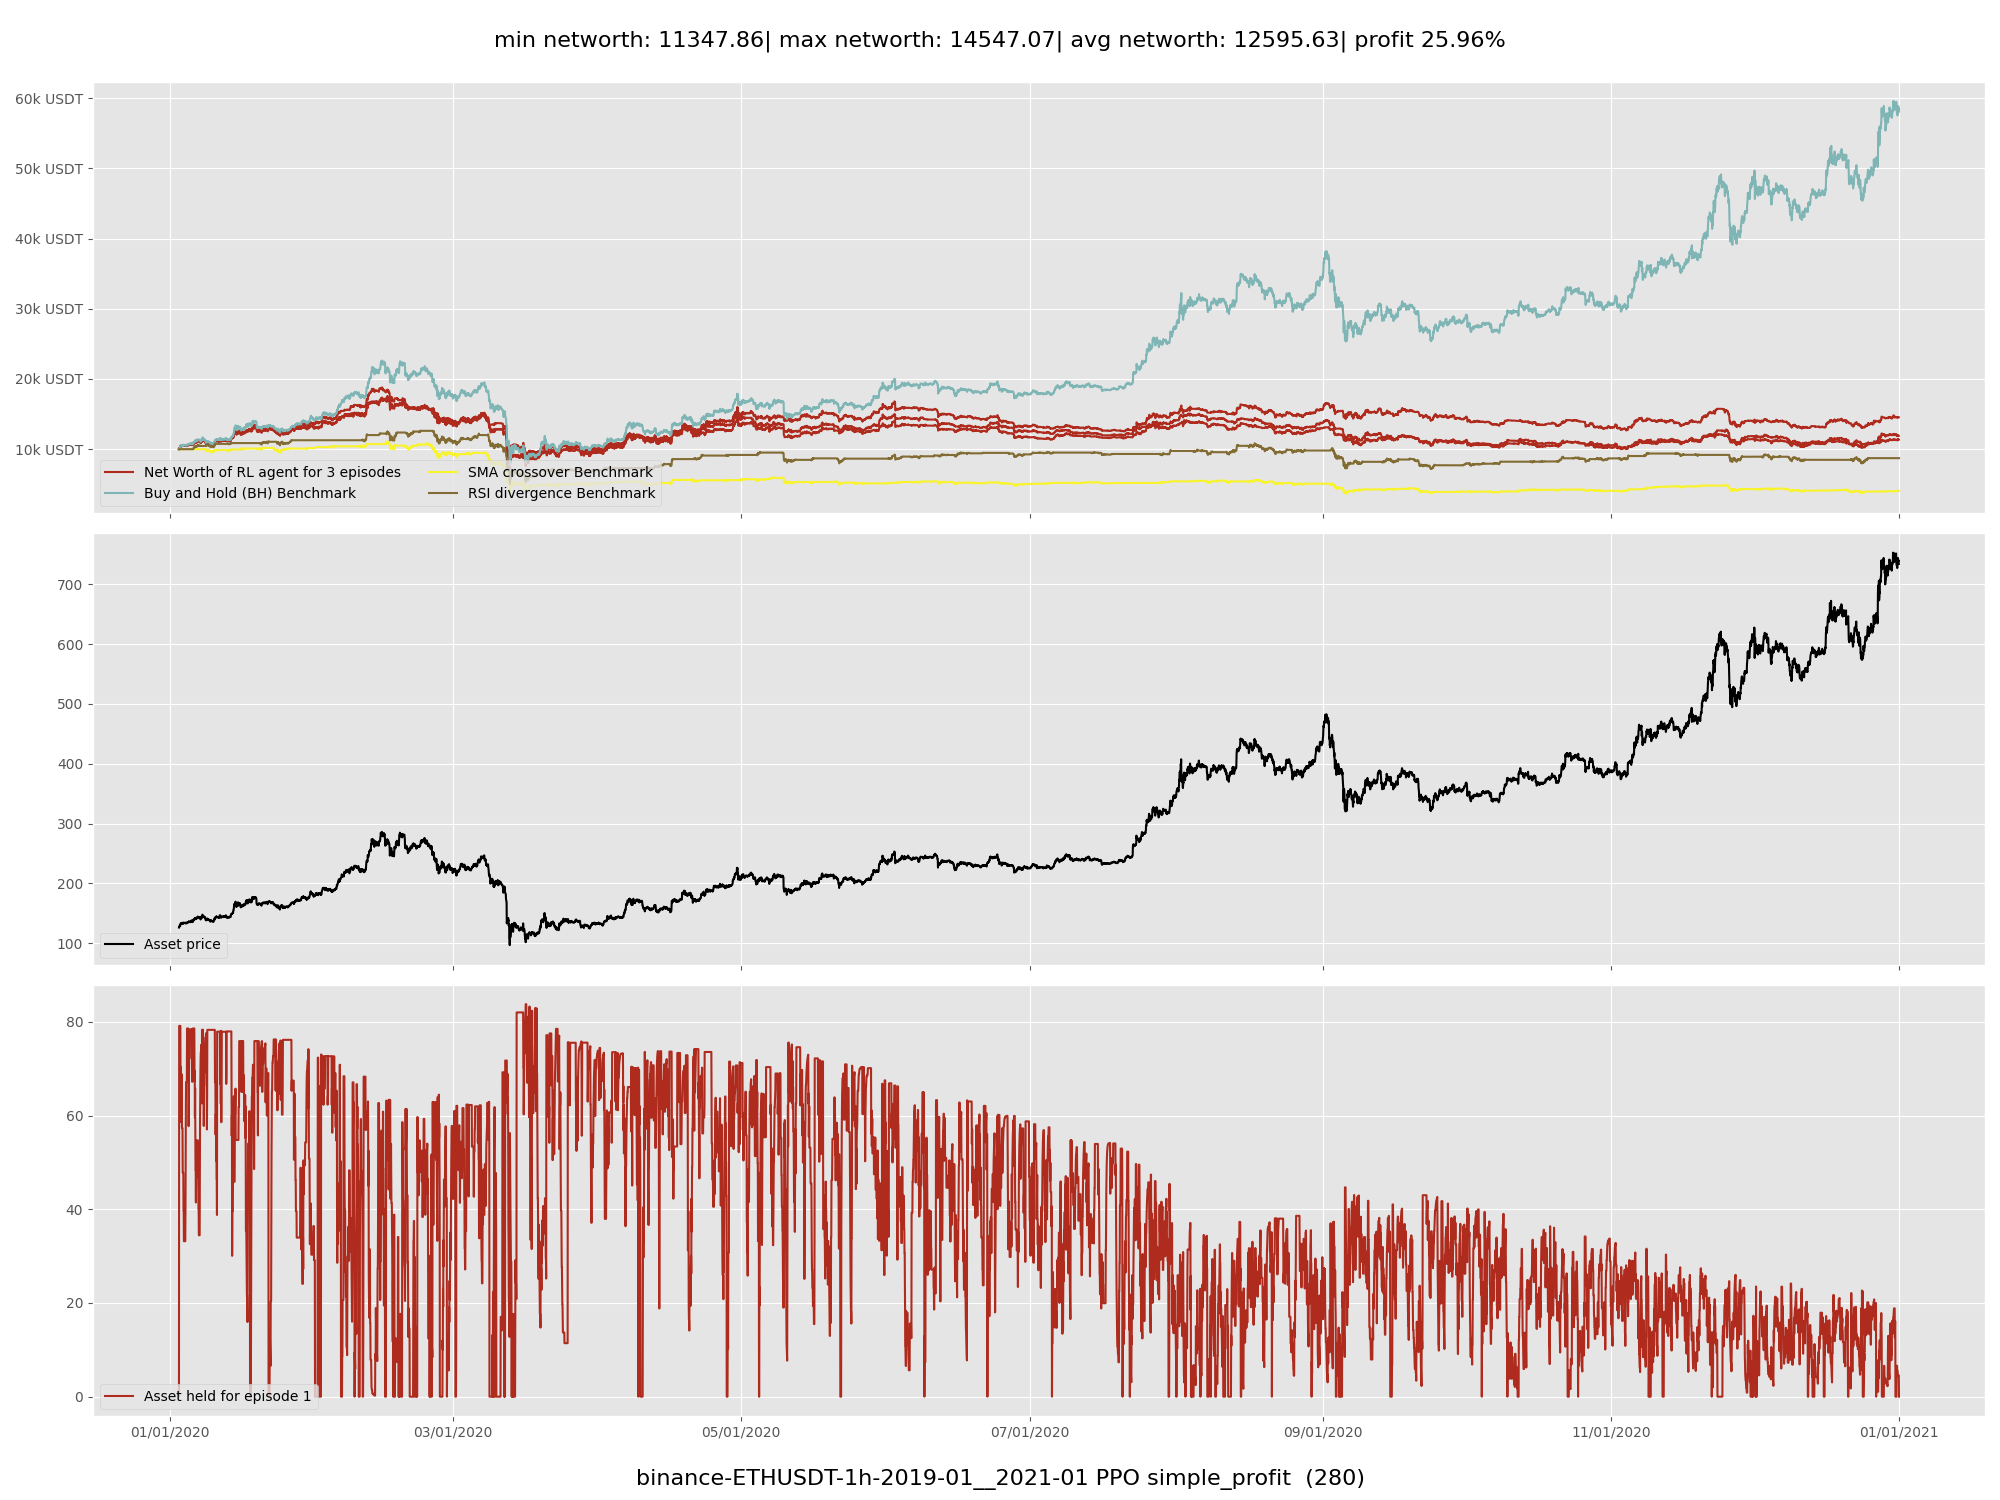 min networth: 11347.86| max networth: 14547.07| avg networth: 12595.63| profit 25.96%
60k USDT
50k USDT
40k USDT
30k USDT
20k USDT
10k USDT
Net Worth of RL agent for 3 episodes
Buy and Hold (BH) Benchmark
SMA crossover Benchmark
RSI divergence Benchmark
700
600
500
400
300
200
100
Asset price
80
60
40
20
0
Asset held for episode 1
01/01/2020 03/01/2020 05/01/2020 07/01/2020 09/01/2020 11/01/2020 01/01/2021
binance-ETHUSDT-1h-2019-01__2021-01 PPO simple_profit (280)